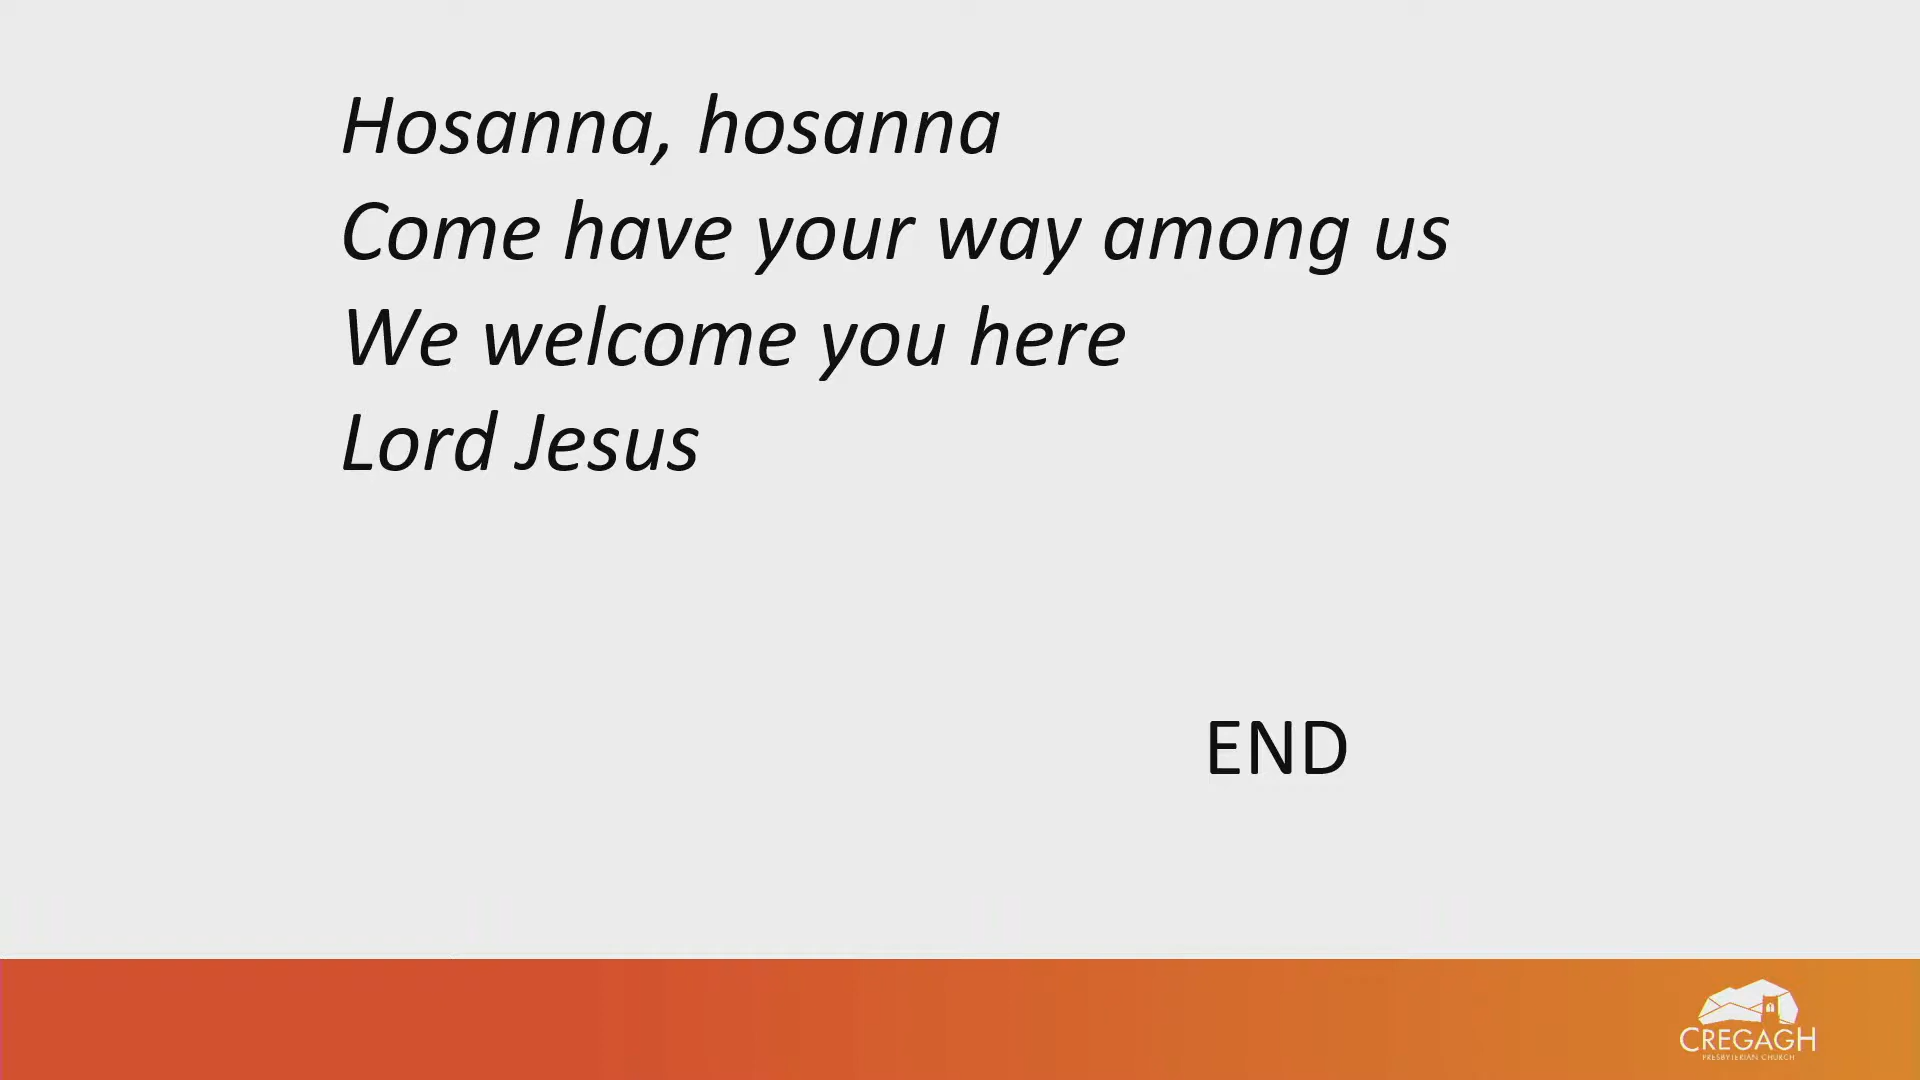 Hosanna, hosanna
Come have your way among us
We welcome you here
Lord Jesus
END
CREGAGH
PRESBYTERIAN CHURCH